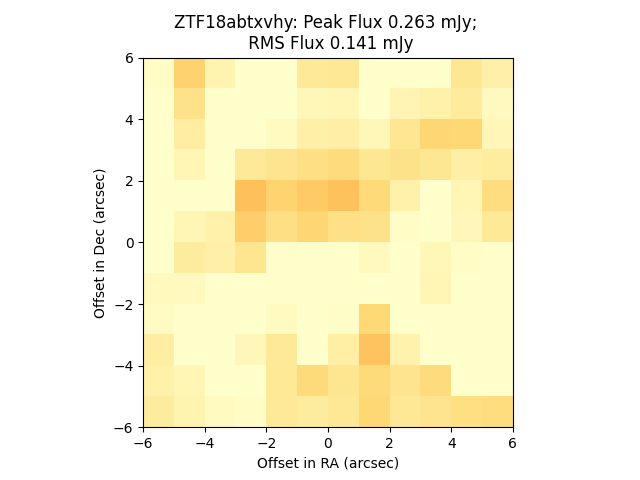 ZTF18abtxvhy: Peak Flux 0.263 mJy;
RMS Flux 0.141 mJy
6
4
2
0
−2
−4
−6
Offset in Dec (arcsec)
−6 −4 −2 0 2 4 6
Offset in RA (arcsec)